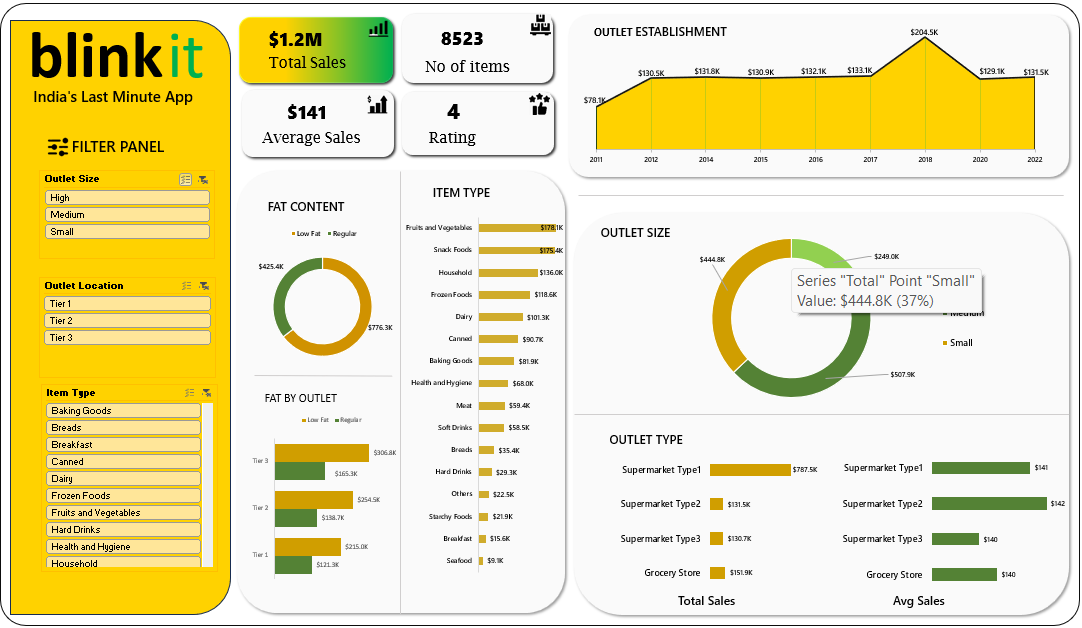 blinkit
India's Last Minute App
FILTER PANEL
Outlet Size
High
Medium
Small
Outlet Location
Tier 1
Tier 2
Tier 3
Item Type
Baking Goods
Breads
Breakfast
Canned
Dairy
Frozen Foods
Fruits and Vegetables
Hard Drinks
Health and Hygiene
Household
$1.2M
Total Sales
8523
No of items
$141
Average Sales
4
Rating
OUTLET ESTABLISHMENT
$78.1K
$130.5K
$131.8K
$130.9K
$132.1K
$133.1K
$204.5K
$129.1K
$131.5K
2011 2012 2014 2015 2016 2017 2018 2020 2022
FAT CONTENT
Low Fat Regular
$425.4K
$776.3K
FAT BY OUTLET
Low Fat Regular
Tier 3 $306.8K
$165.3K
Tier 2 $254.5K
$138.7K
Tier 1 $215.0K
$121.3K
ITEM TYPE
Fruits and Vegetables $178.1K
Snack Foods $175.4K
Household $136.0K
Frozen Foods $118.6K
Dairy $101.3K
Canned $90.7K
Baking Goods $81.9K
Health and Hygiene $68.0K
Meat $59.4K
Soft Drinks $58.5K
Breads $35.4K
Hard Drinks $29.3K
Others $22.5K
Starchy Foods $21.9K
Breakfast $15.6K
Seafood $9.1K
OUTLET SIZE
$444.8K
$249.0K
Series "Total" Point "Small"
Value: $444.8K (37%)
Medium
Small
$507.9K
OUTLET TYPE
Supermarket Type1 $787.5K
Supermarket Type2 $131.5K
Supermarket Type3 $130.7K
Grocery Store $151.9K
Total Sales
Supermarket Type1 $141
Supermarket Type2 $142
Supermarket Type3 $140
Grocery Store $140
Avg Sales